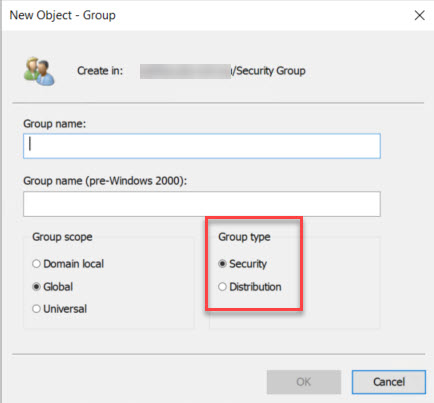 New Object - Group
Create in: /Security Group
Group name:
Group name (pre-Windows 2000):
Group scope
Domain local
Global
Universal
Group type
Security
Distribution
OK
Cancel